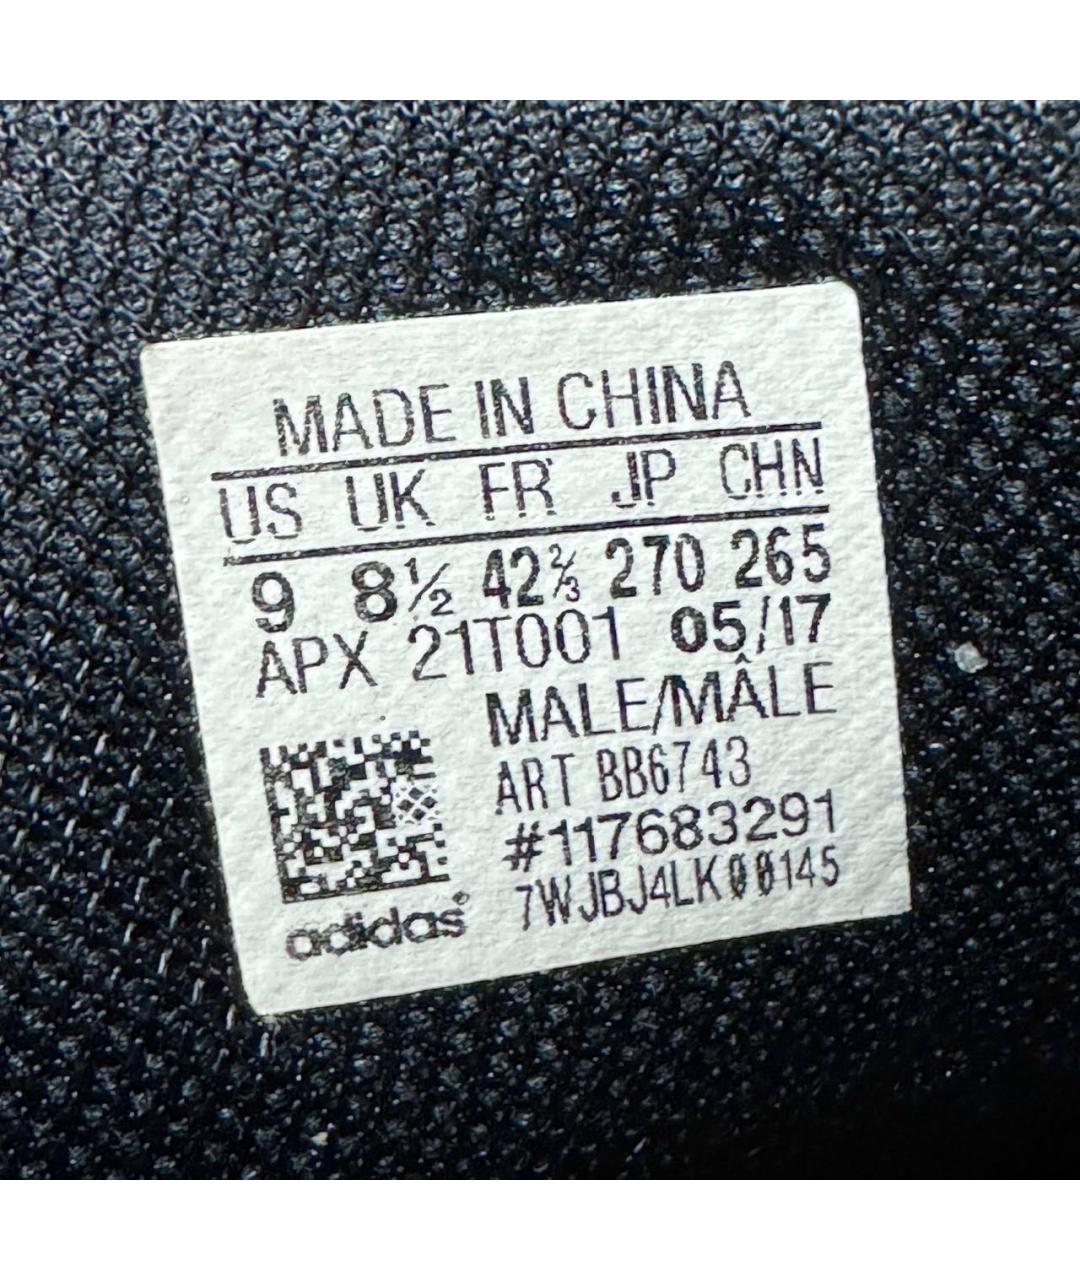 MADE IN CHINA
US UK FR JP CHN
9 8½ 42⅔ 270 265
APX 21T001 05/17
MALE/MÂLE
ART BB6743
#117683291
7WJBJ4LK00145
adidas®